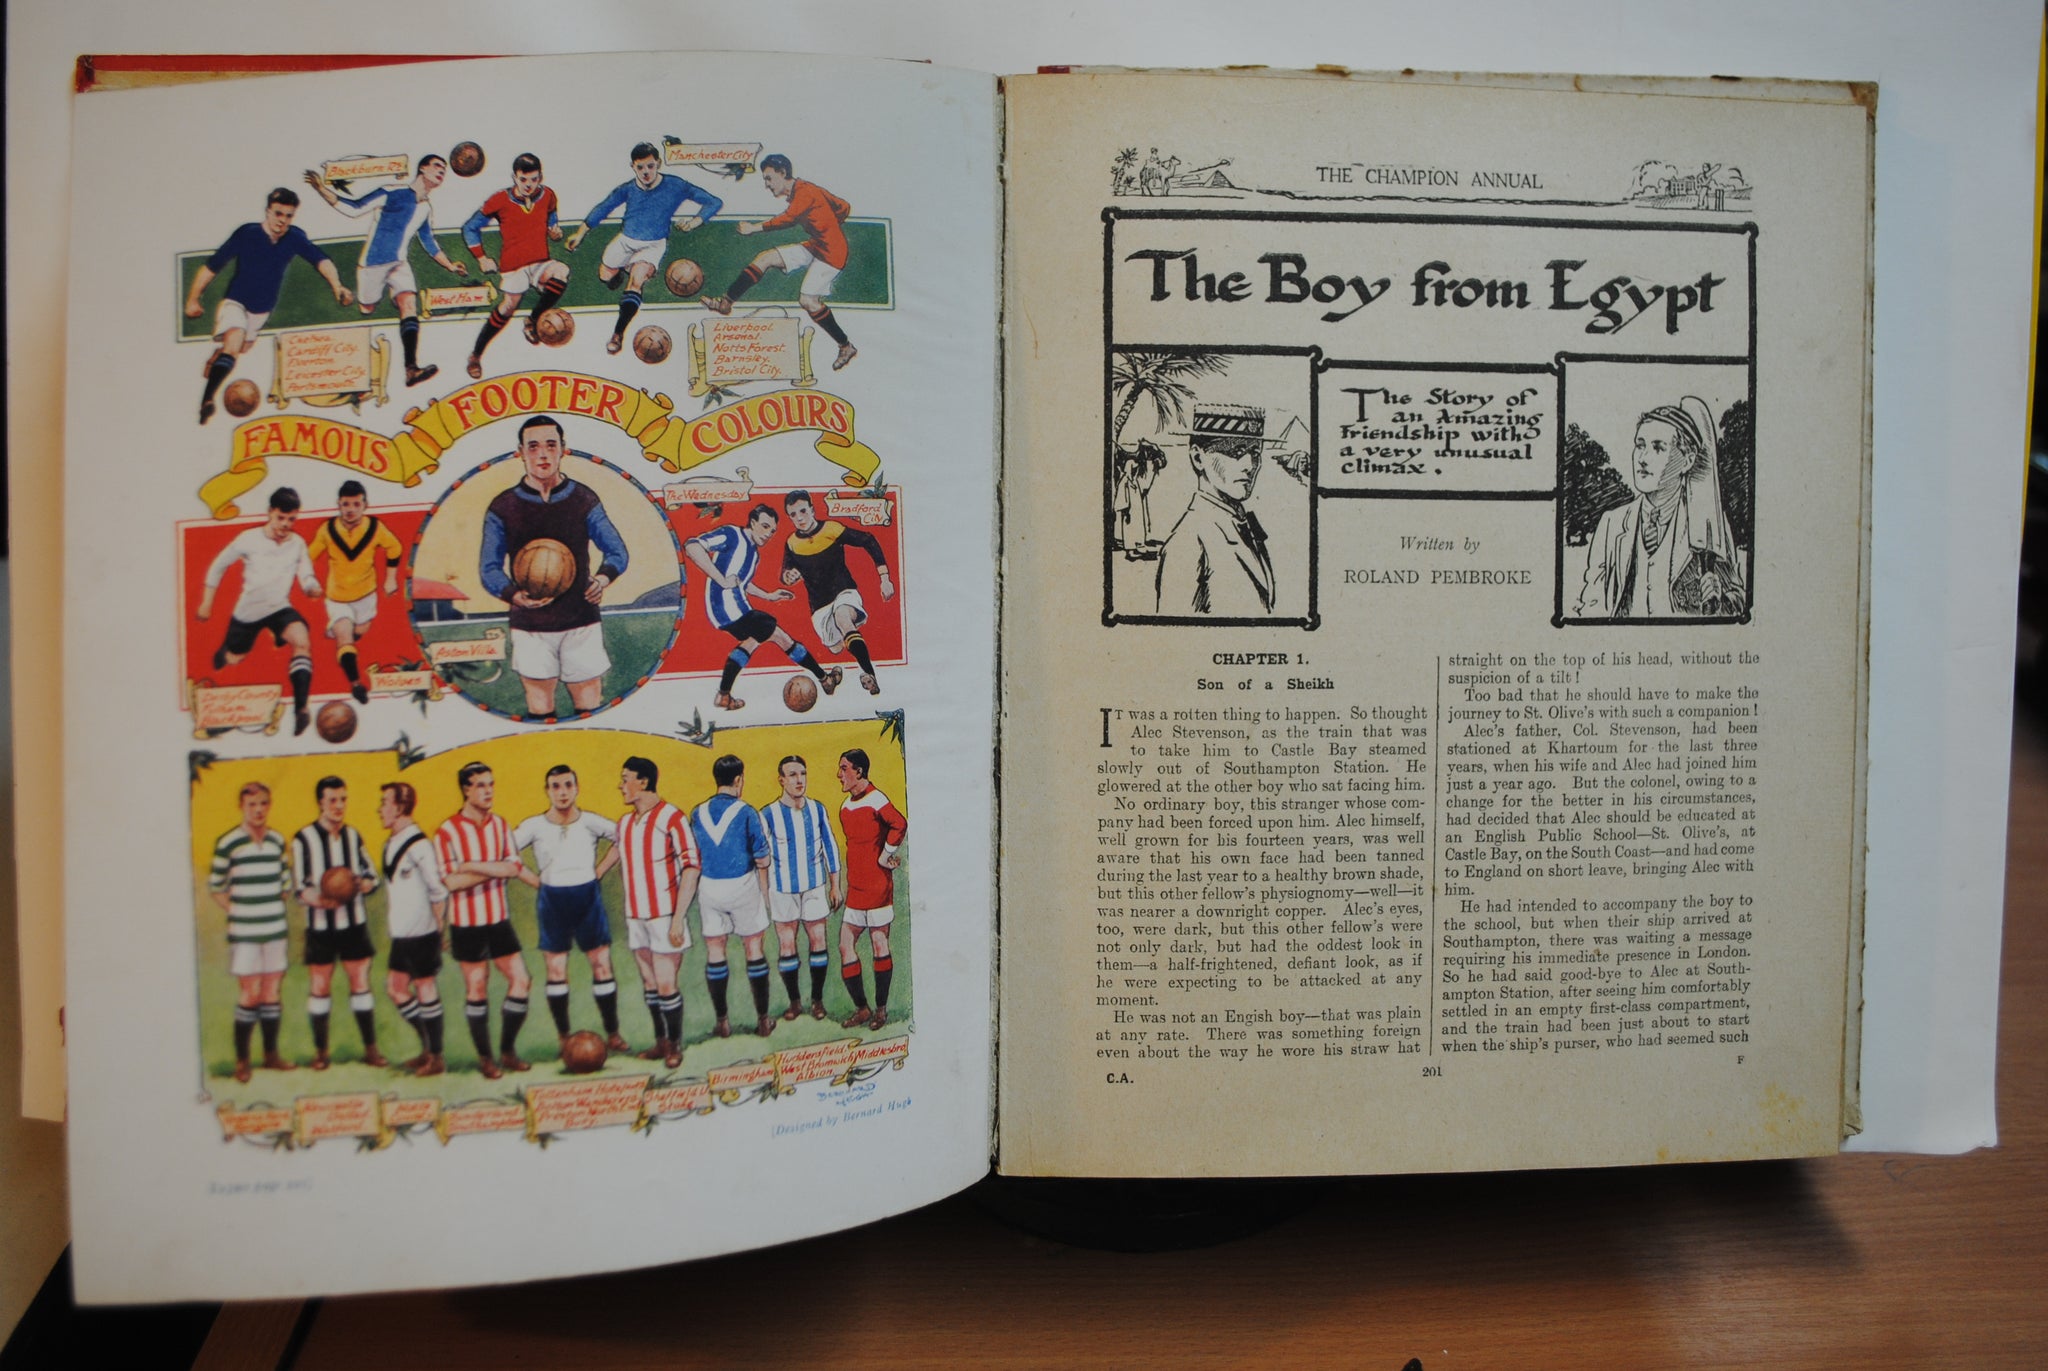 Blackburn Rs.
Manchester City
West Ham
Chelsea.
Cardiff City.
Everton.
Leicester City.
Portsmouth.
Liverpool.
Arsenal.
Notts Forest.
Barnsley.
Bristol City.
FAMOUS FOOTER COLOURS
The Wednesday
Bradford
City
Aston Villa.
Wolves
Derby County
Fulham.
Blackpool.
Newcastle United
Watford.
Sunderland
Southampton
Tottenham Hotspurs
Bolton Wanderers
Preston North End
Bury.
Sheffield U
Stoke.
Birmingham
Huddersfield.
West Bromwich
Albion.
Middlesbro
BERNARD
HUGH
[Designed by Bernard Hugh
THE CHAMPION ANNUAL
The Boy from Egypt
The Story of
an Amazing
Friendship with
a very unusual
climax.
Written by
ROLAND PEMBROKE
CHAPTER 1.
Son of a Sheikh
IT was a rotten thing to happen. So thought
Alec Stevenson, as the train that was
to take him to Castle Bay steamed
slowly out of Southampton Station. He
glowered at the other boy who sat facing him.
No ordinary boy, this stranger whose com-
pany had been forced upon him. Alec himself,
well grown for his fourteen years, was well
aware that his own face had been tanned
during the last year to a healthy brown shade,
but this other fellow's physiognomy—well—it
was nearer a downright copper. Alec's eyes,
too, were dark, but this other fellow's were
not only dark, but had the oddest look in
them—a half-frightened, defiant look, as if
he were expecting to be attacked at any
moment.
He was not an Engish boy—that was plain
at any rate. There was something foreign
even about the way he wore his straw hat
straight on the top of his head, without the
suspicion of a tilt!
Too bad that he should have to make the
journey to St. Olive's with such a companion!
Alec's father, Col. Stevenson, had been
stationed at Khartoum for the last three
years, when his wife and Alec had joined him
just a year ago. But the colonel, owing to a
change for the better in his circumstances,
had decided that Alec should be educated at
an English Public School—St. Olive's, at
Castle Bay, on the South Coast—and had come
to England on short leave, bringing Alec with
him.
He had intended to accompany the boy to
the school, but when their ship arrived at
Southampton, there was waiting a message
requiring his immediate presence in London.
So he had said good-bye to Alec at South-
ampton Station, after seeing him comfortably
settled in an empty first-class compartment,
and the train had been just about to start
when the ship's purser, who had seemed such
C.A.
201
F